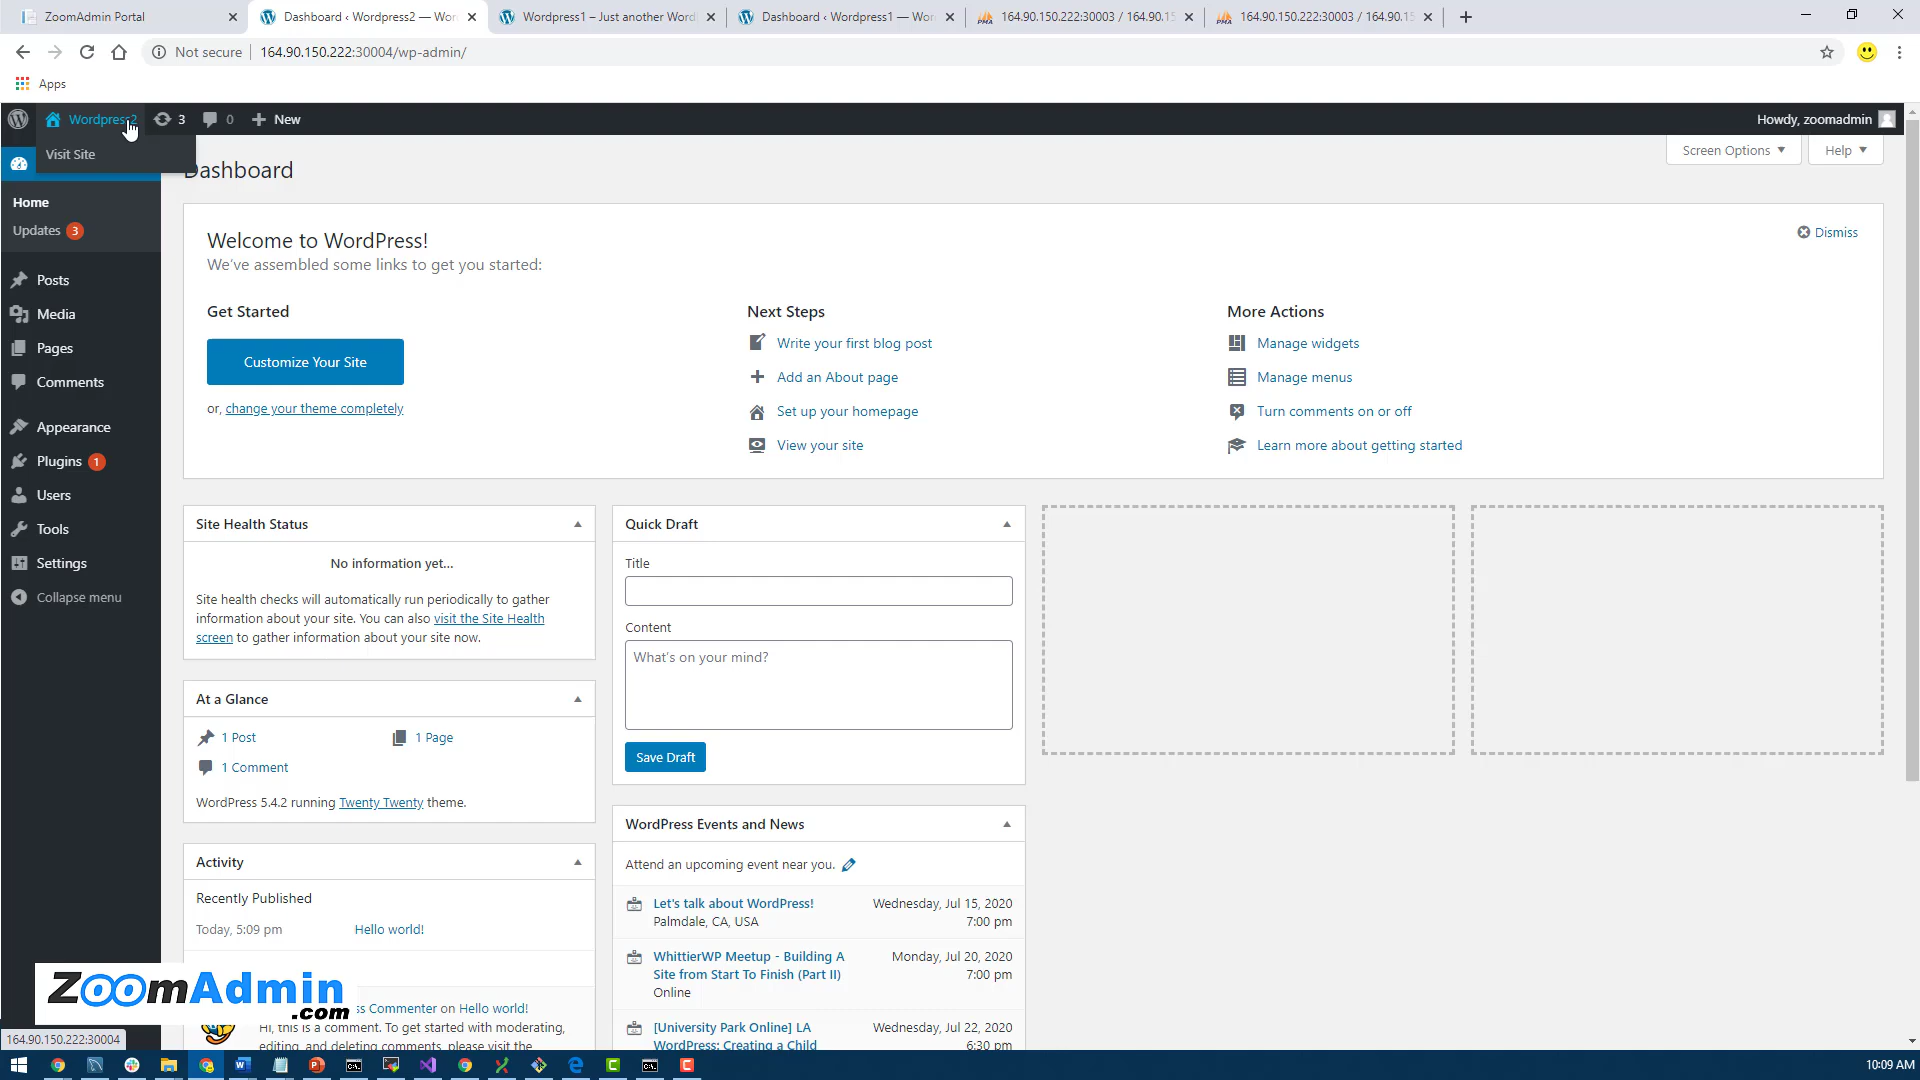 ZoomAdmin Portal
Dashboard ‹ Wordpress2 — Wor
Wordpress1 – Just another Word
Dashboard ‹ Wordpress1 — Wor
164.90.150.222:30003 / 164.90.15
164.90.150.222:30003 / 164.90.15
Not secure
164.90.150.222:30004/wp-admin/
Apps
Wordpress2
3
0
New
Howdy, zoomadmin
Visit Site
Dashboard
Screen Options
Help
Home
Updates 3
Posts
Media
Pages
Comments
Appearance
Plugins 1
Users
Tools
Settings
Collapse menu
Welcome to WordPress!
We've assembled some links to get you started:
Dismiss
Get Started
Customize Your Site
or, change your theme completely
Next Steps
Write your first blog post
Add an About page
Set up your homepage
View your site
More Actions
Manage widgets
Manage menus
Turn comments on or off
Learn more about getting started
Site Health Status
No information yet...
Site health checks will automatically run periodically to gather
information about your site. You can also visit the Site Health
screen to gather information about your site now.
At a Glance
1 Post
1 Page
1 Comment
WordPress 5.4.2 running Twenty Twenty theme.
Activity
Recently Published
Today, 5:09 pm
Hello world!
ss Commenter on Hello world!
Hi, this is a comment. To get started with moderating,
editing, and deleting comments, please visit the
Quick Draft
Title
Content
What's on your mind?
Save Draft
WordPress Events and News
Attend an upcoming event near you.
Let's talk about WordPress!
Palmdale, CA, USA
Wednesday, Jul 15, 2020
7:00 pm
WhittierWP Meetup - Building A
Site from Start To Finish (Part II)
Online
Monday, Jul 20, 2020
7:00 pm
[University Park Online] LA
WordPress: Creating a Child
Wednesday, Jul 22, 2020
6:30 pm
ZoomAdmin
.com
164.90.150.222:30004
10:09 AM